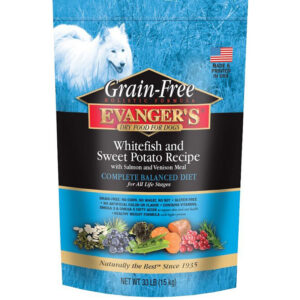 MADE &
PRINTED
IN USA
Grain-Free
HOLISTIC FORMULA
EVANGER'S
DRY FOOD FOR DOGS
Whitefish and
Sweet Potato Recipe
with Salmon and Venison Meal
COMPLETE BALANCED DIET
for All Life Stages
Naturally the Best™ Since 1935
NET WT 33 LB (15 kg)